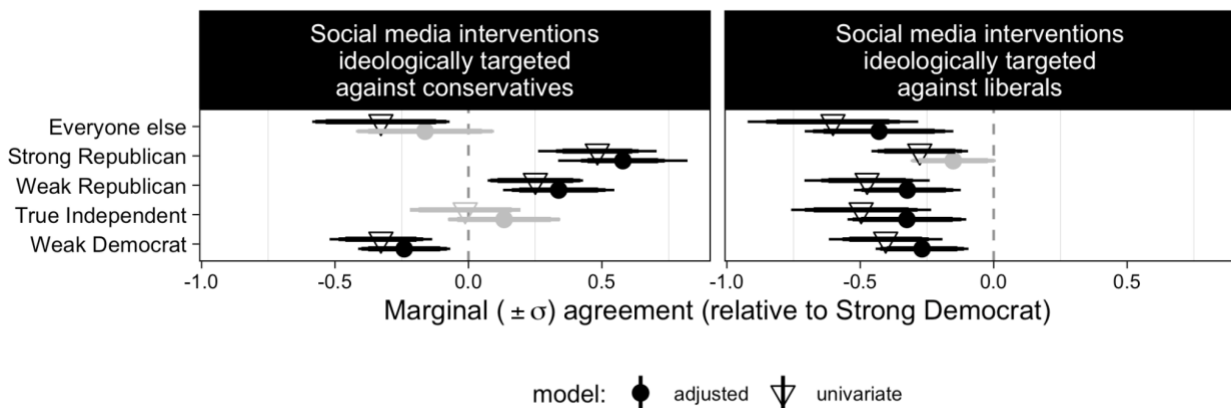 Social media interventions
ideologically targeted
against conservatives
Social media interventions
ideologically targeted
against liberals
Everyone else
Strong Republican
Weak Republican
True Independent
Weak Democrat
-1.0 -0.5 0.0 0.5 -1.0 -0.5 0.0 0.5
Marginal (±σ) agreement (relative to Strong Democrat)
model: adjusted univariate